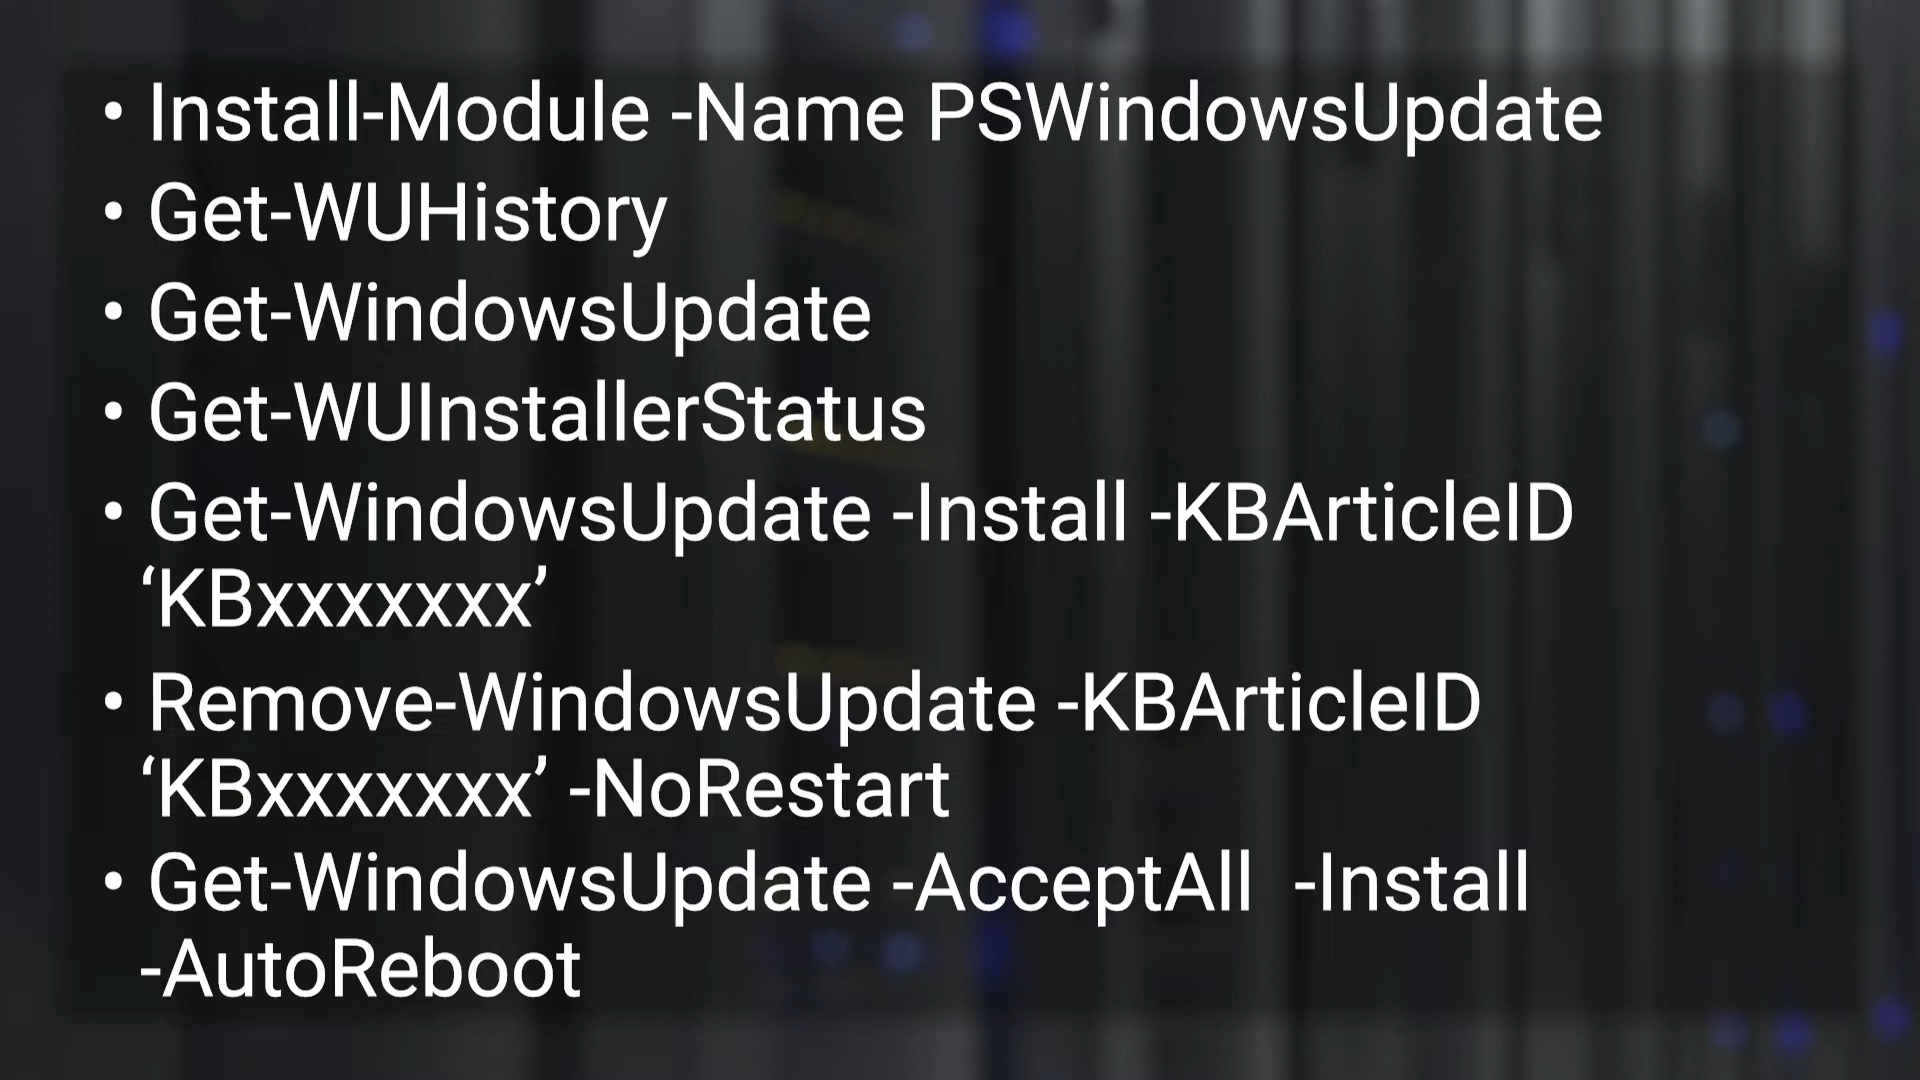 • Install-Module -Name PSWindowsUpdate
• Get-WUHistory
• Get-WindowsUpdate
• Get-WUInstallerStatus
• Get-WindowsUpdate -Install -KBArticleID
‘KBxxxxxxx’
• Remove-WindowsUpdate -KBArticleID
‘KBxxxxxxx’ -NoRestart
• Get-WindowsUpdate -AcceptAll  -Install
-AutoReboot